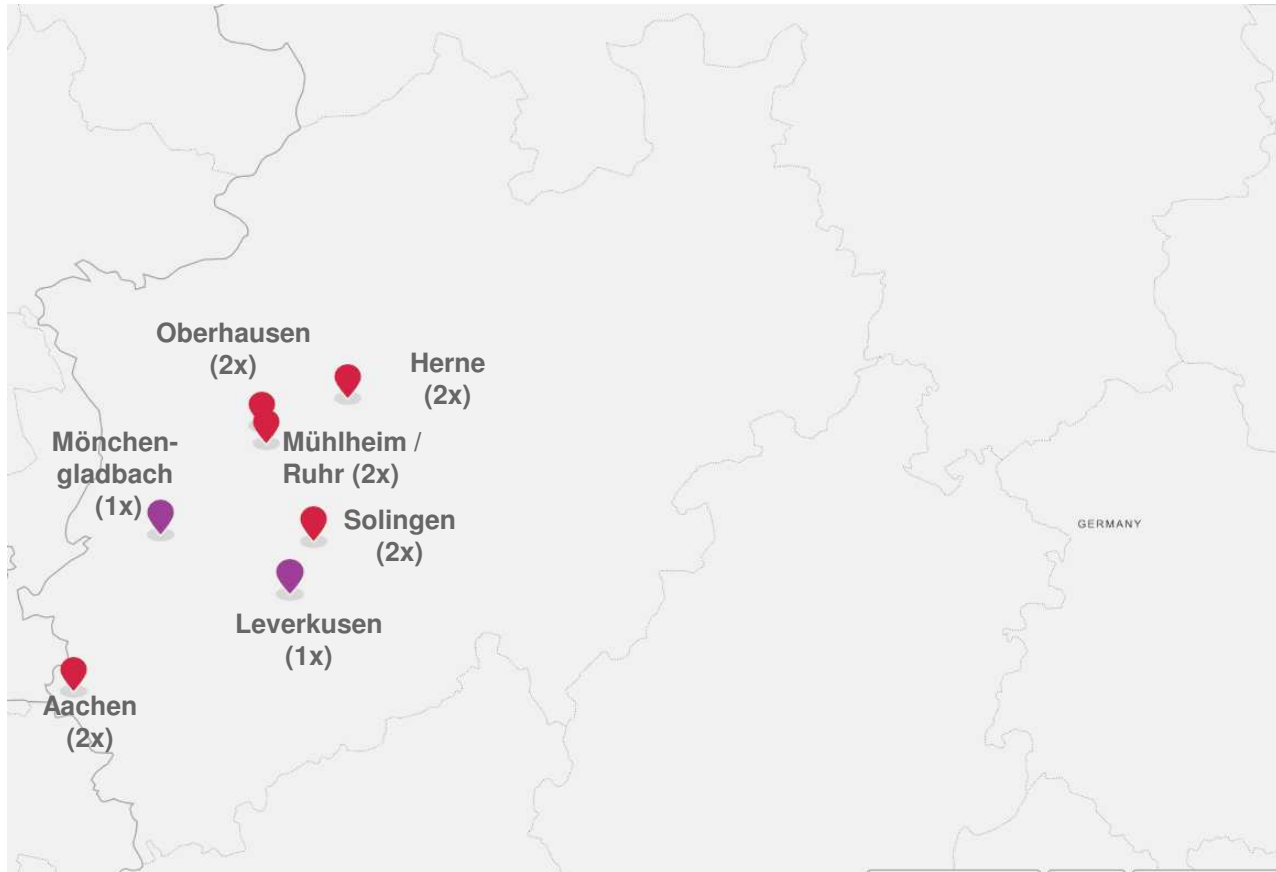 Oberhausen
(2x)
Herne
(2x)
Mönchen-
gladbach
(1x)
Mühlheim /
Ruhr (2x)
Solingen
(2x)
GERMANY
Leverkusen
(1x)
Aachen
(2x)